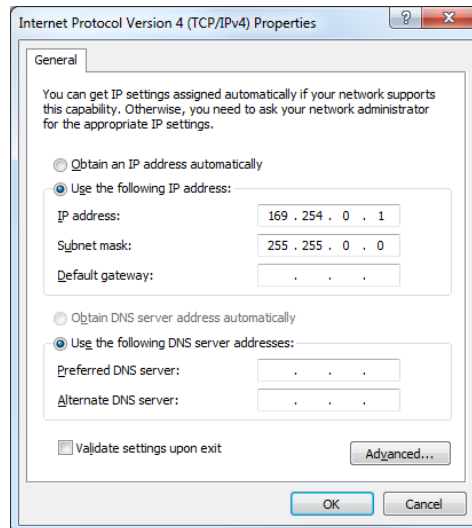 Internet Protocol Version 4 (TCP/IPv4) Properties
General
You can get IP settings assigned automatically if your network supports
this capability. Otherwise, you need to ask your network administrator
for the appropriate IP settings.
Obtain an IP address automatically
Use the following IP address:
IP address: 169 . 254 . 0 . 1
Subnet mask: 255 . 255 . 0 . 0
Default gateway: . . .
Obtain DNS server address automatically
Use the following DNS server addresses:
Preferred DNS server: . . .
Alternate DNS server: . . .
Validate settings upon exit
Advanced...
OK Cancel